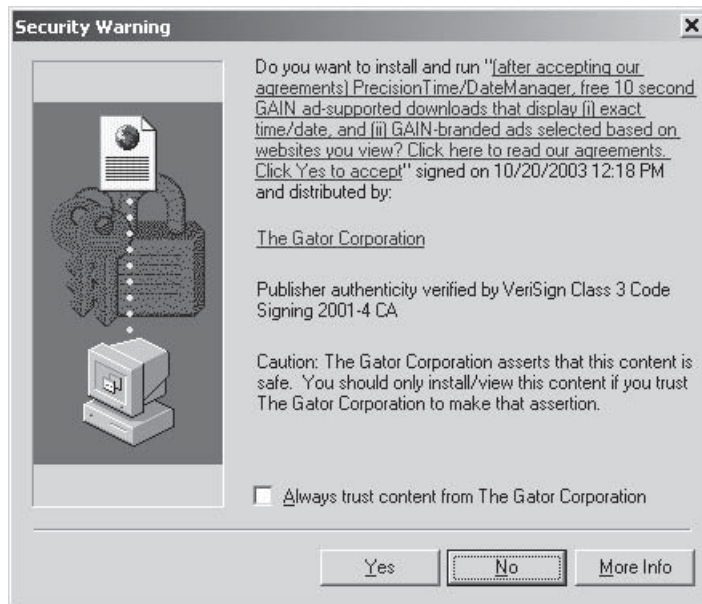 Security Warning
Do you want to install and run "(after accepting our
agreements) PrecisionTime/DateManager, free 10 second
GAIN ad-supported downloads that display (i) exact
time/date, and (ii) GAIN-branded ads selected based on
websites you view? Click here to read our agreements.
Click Yes to accept" signed on 10/20/2003 12:18 PM
and distributed by:
The Gator Corporation
Publisher authenticity verified by VeriSign Class 3 Code
Signing 2001-4 CA
Caution: The Gator Corporation asserts that this content is
safe. You should only install/view this content if you trust
The Gator Corporation to make that assertion.
Always trust content from The Gator Corporation
Yes No More Info